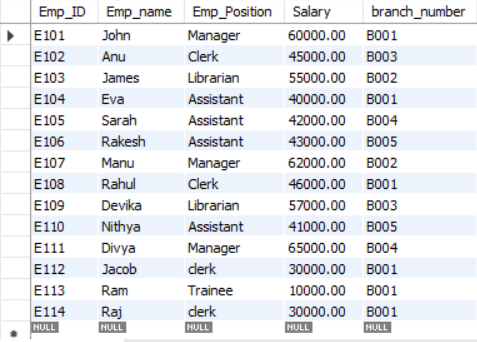 Emp_ID Emp_name Emp_Position Salary branch_number
E101 John Manager 60000.00 B001
E102 Anu Clerk 45000.00 B003
E103 James Librarian 55000.00 B002
E104 Eva Assistant 40000.00 B001
E105 Sarah Assistant 42000.00 B004
E106 Rakesh Assistant 43000.00 B005
E107 Manu Manager 62000.00 B002
E108 Rahul Clerk 46000.00 B001
E109 Devika Librarian 57000.00 B003
E110 Nithya Assistant 41000.00 B005
E111 Divya Manager 65000.00 B004
E112 Jacob clerk 30000.00 B001
E113 Ram Trainee 10000.00 B001
E114 Raj clerk 30000.00 B001
NULL NULL NULL NULL NULL